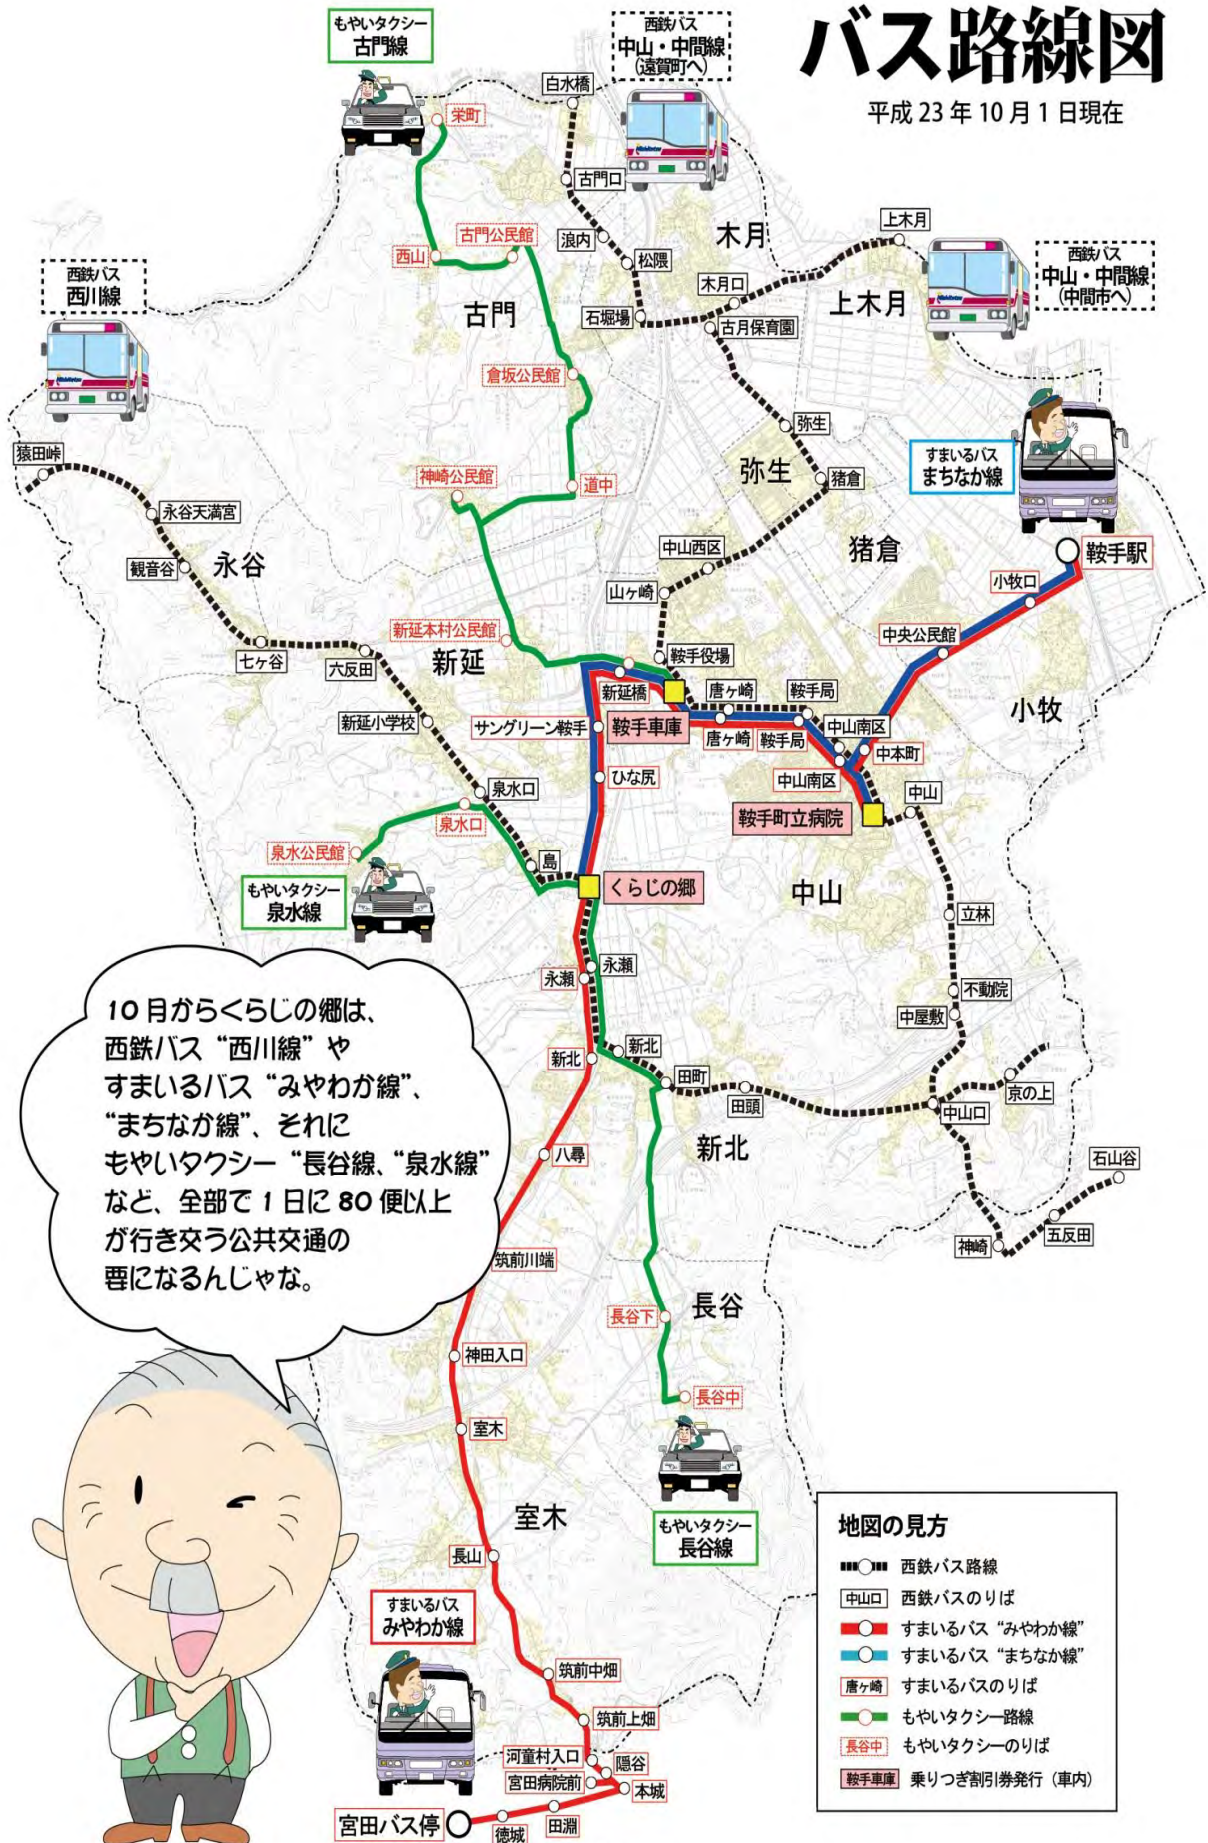 バス路線図
平成23年10月1日現在
もやいタクシー
古門線
西鉄バス
中山・中間線
(遠賀町へ)
白水橋
栄町
古門口
木月
上木月
古門公民館
浪内
西山
松隈
西鉄バス
中山・中間線
(中間市へ)
西鉄バス
西川線
木月口
古門
石堀場
古月保育園
上木月
倉坂公民館
弥生
すまいるバス
まちなか線
猿田峠
神崎公民館
道中
弥生
猪倉
永谷天満宮
中山西区
猪倉
鞍手駅
観音谷
永谷
山ヶ崎
小牧口
新延本村公民館
中央公民館
七ヶ谷
六反田
新延
鞍手役場
新延橋
唐ヶ崎
鞍手局
小牧
新延小学校
サングリーン鞍手
鞍手車庫
唐ヶ崎
鞍手局
中山南区
中本町
ひな尻
中山南区
泉水口
中山
泉水口
鞍手町立病院
泉水公民館
島
もやいタクシー
泉水線
くらじの郷
中山
立林
永瀬
永瀬
不動院
中屋敷
新北
新北
田町
田頭
京の上
中山口
八尋
新北
石山谷
神崎
五反田
筑前川端
長谷
長谷下
神田入口
長谷中
室木
もやいタクシー
長谷線
室木
長山
すまいるバス
みやわか線
筑前中畑
筑前上畑
河童村入口
隠谷
宮田病院前
本城
宮田バス停
徳城
田淵
10月からくらじの郷は、
西鉄バス“西川線”や
すまいるバス“みやわか線”、
“まちなか線”、それに
もやいタクシー“長谷線、“泉水線”
など、全部で1日に80便以上
が行き交う公共交通の
要になるんじゃな。
地図の見方
西鉄バス路線
中山口 西鉄バスのりば
すまいるバス“みやわか線”
すまいるバス“まちなか線”
唐ヶ崎 すまいるバスのりば
もやいタクシー路線
長谷中 もやいタクシーのりば
鞍手車庫 乗りつぎ割引券発行（車内）